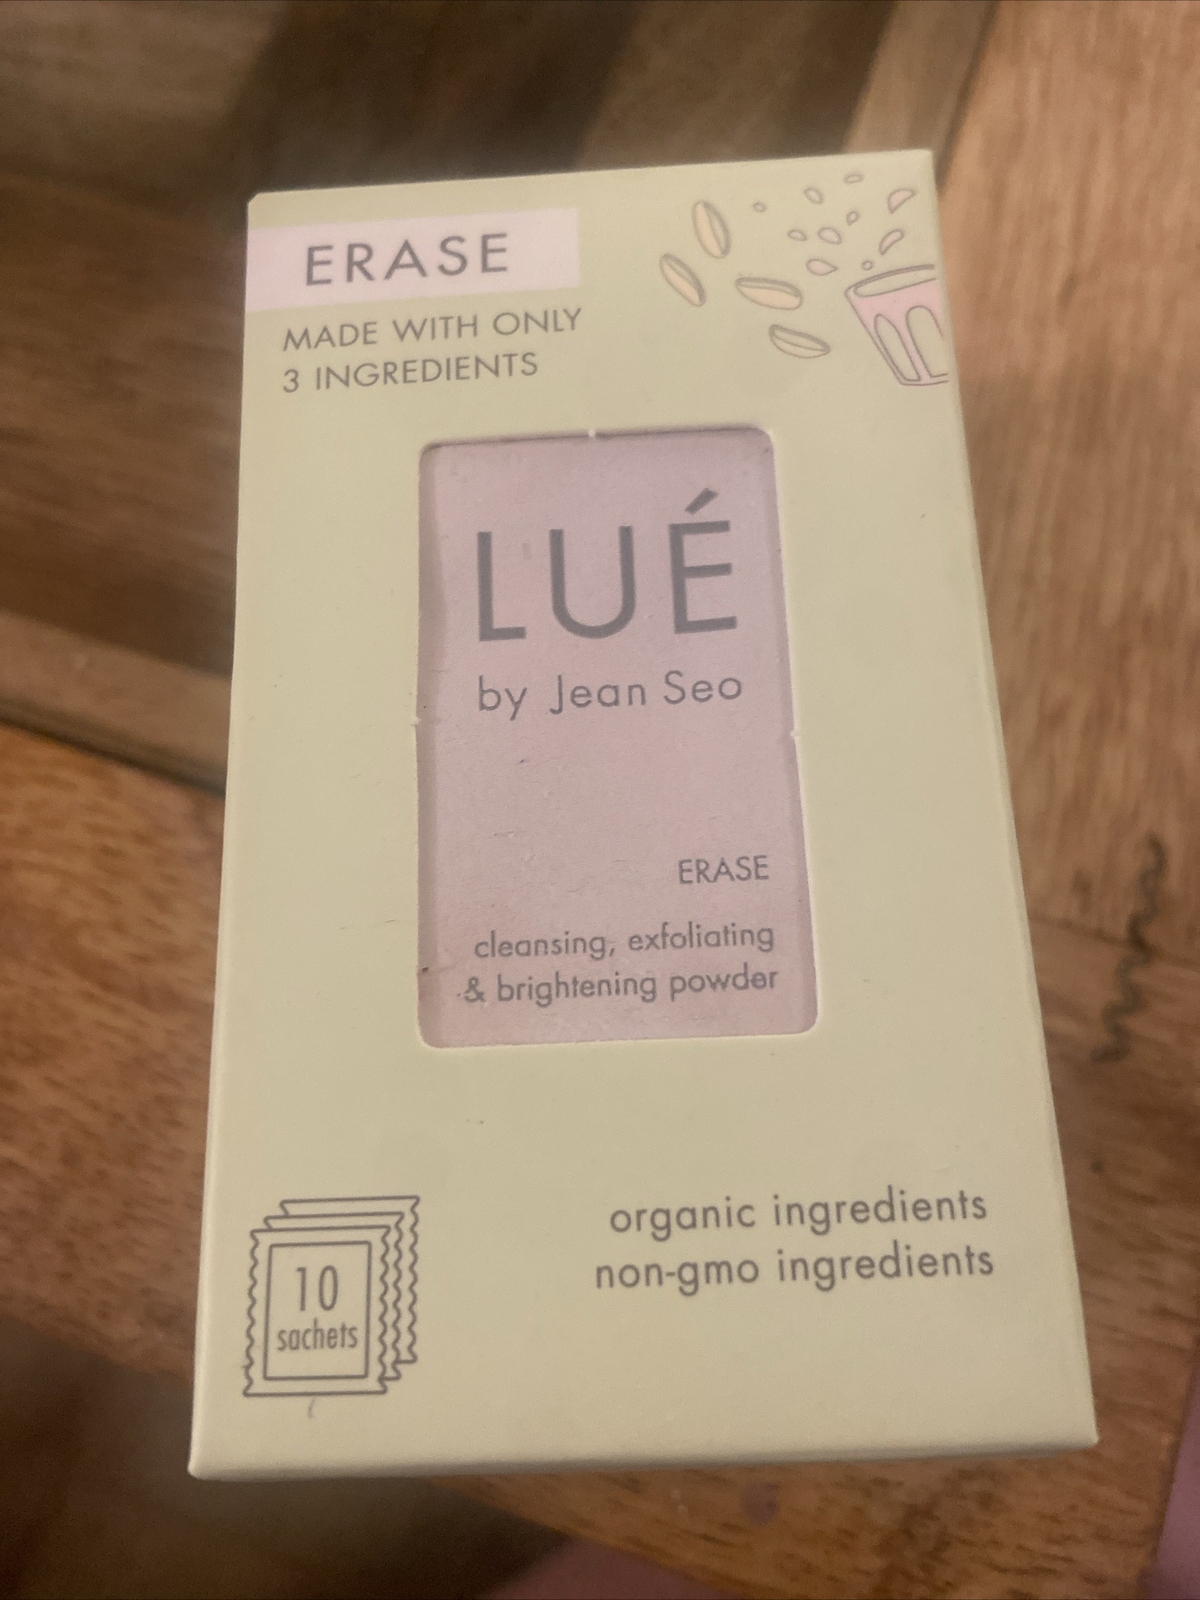 ERASE
MADE WITH ONLY
3 INGREDIENTS
LUÉ
by Jean Seo
ERASE
cleansing, exfoliating
& brightening powder
10
sachets
organic ingredients
non-gmo ingredients